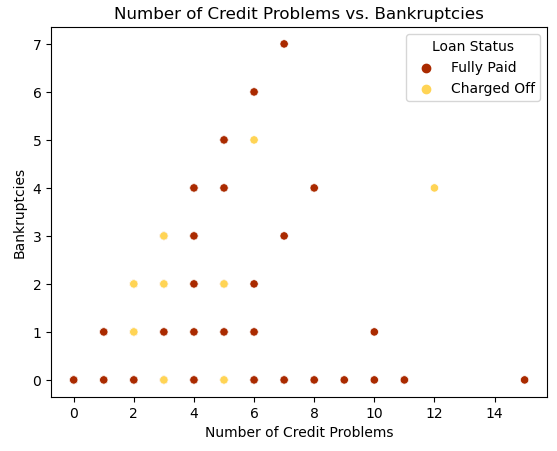 Number of Credit Problems vs. Bankruptcies
Loan Status
Fully Paid
Charged Off
Bankruptcies
7
6
5
4
3
2
1
0
0 2 4 6 8 10 12 14
Number of Credit Problems